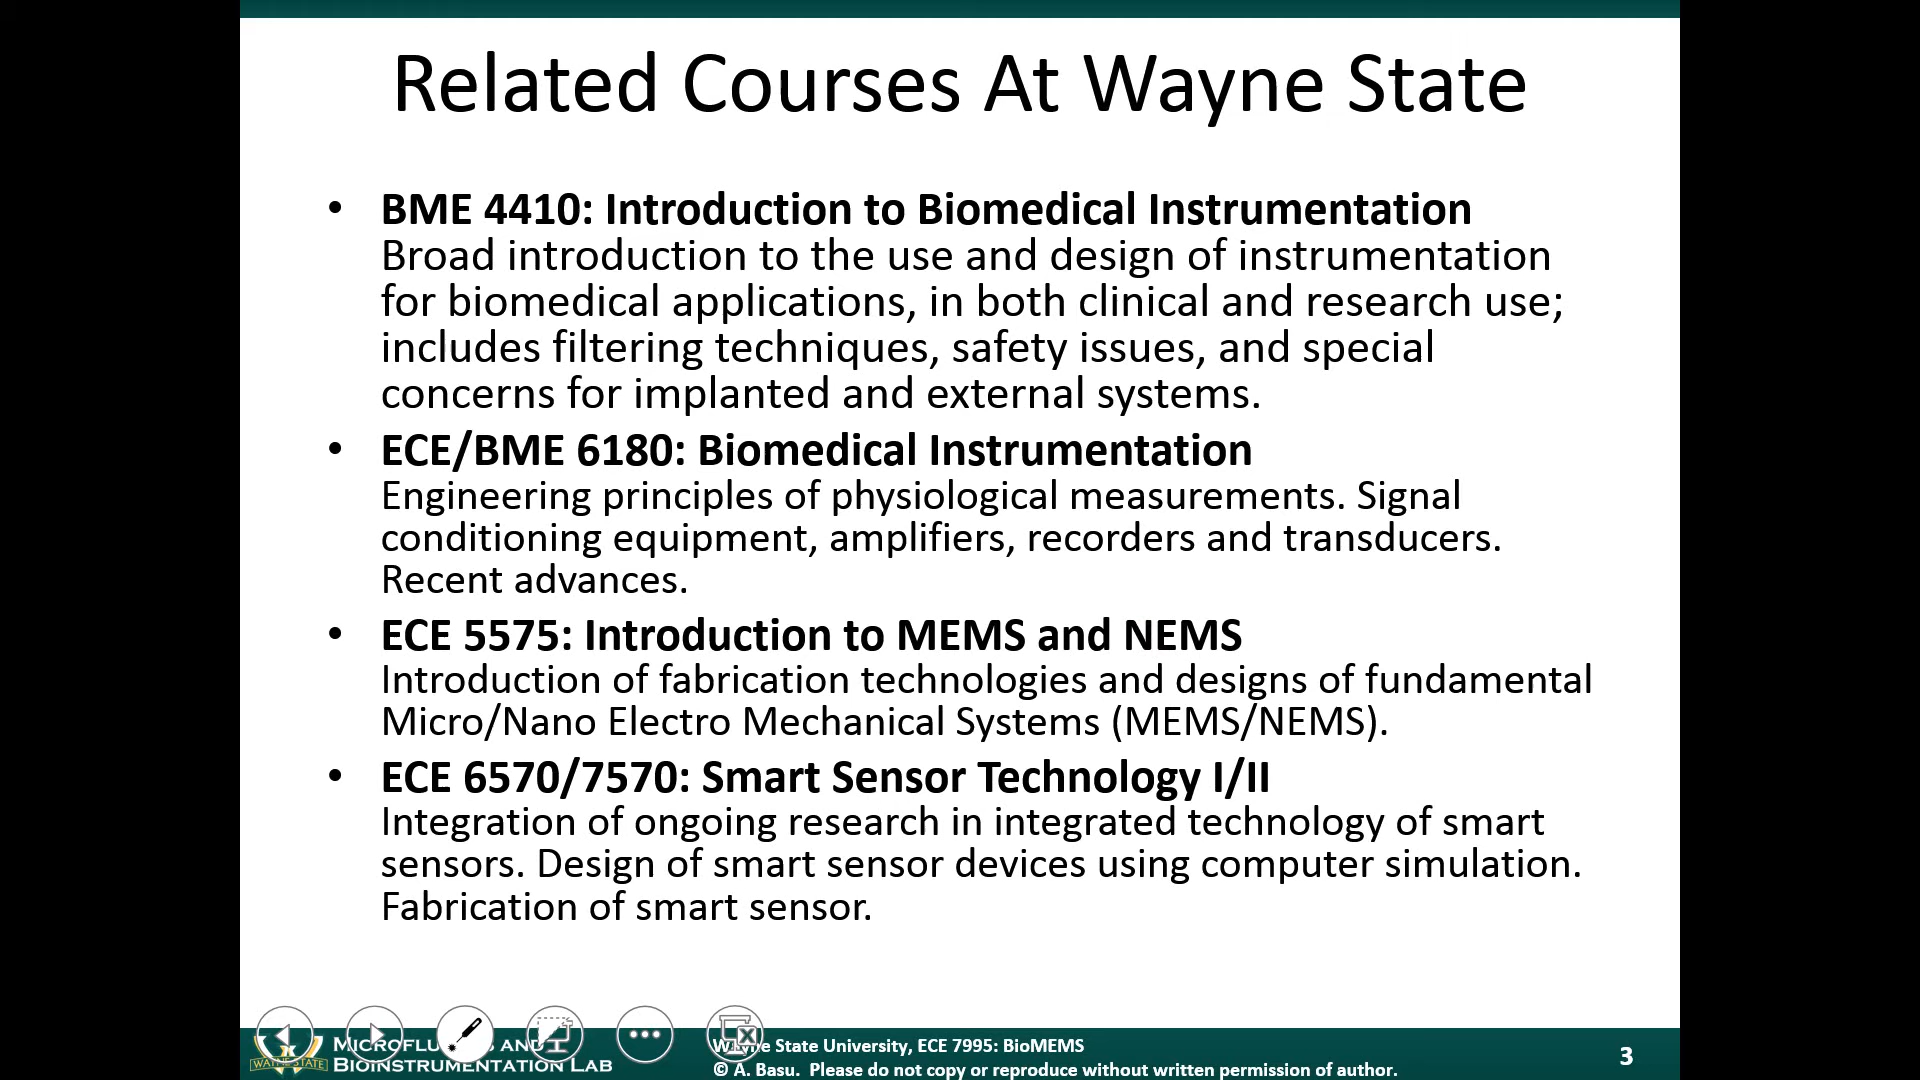 Related Courses At Wayne State
• BME 4410: Introduction to Biomedical Instrumentation
Broad introduction to the use and design of instrumentation
for biomedical applications, in both clinical and research use;
includes filtering techniques, safety issues, and special
concerns for implanted and external systems.
• ECE/BME 6180: Biomedical Instrumentation
Engineering principles of physiological measurements. Signal
conditioning equipment, amplifiers, recorders and transducers.
Recent advances.
• ECE 5575: Introduction to MEMS and NEMS
Introduction of fabrication technologies and designs of fundamental
Micro/Nano Electro Mechanical Systems (MEMS/NEMS).
• ECE 6570/7570: Smart Sensor Technology I/II
Integration of ongoing research in integrated technology of smart
sensors. Design of smart sensor devices using computer simulation.
Fabrication of smart sensor.
WAYNE STATE
AND
BIOINSTRUMENTATION LAB
State University, ECE 7995: BioMEMS
© A. Basu. Please do not copy or reproduce without written permission of author.
3